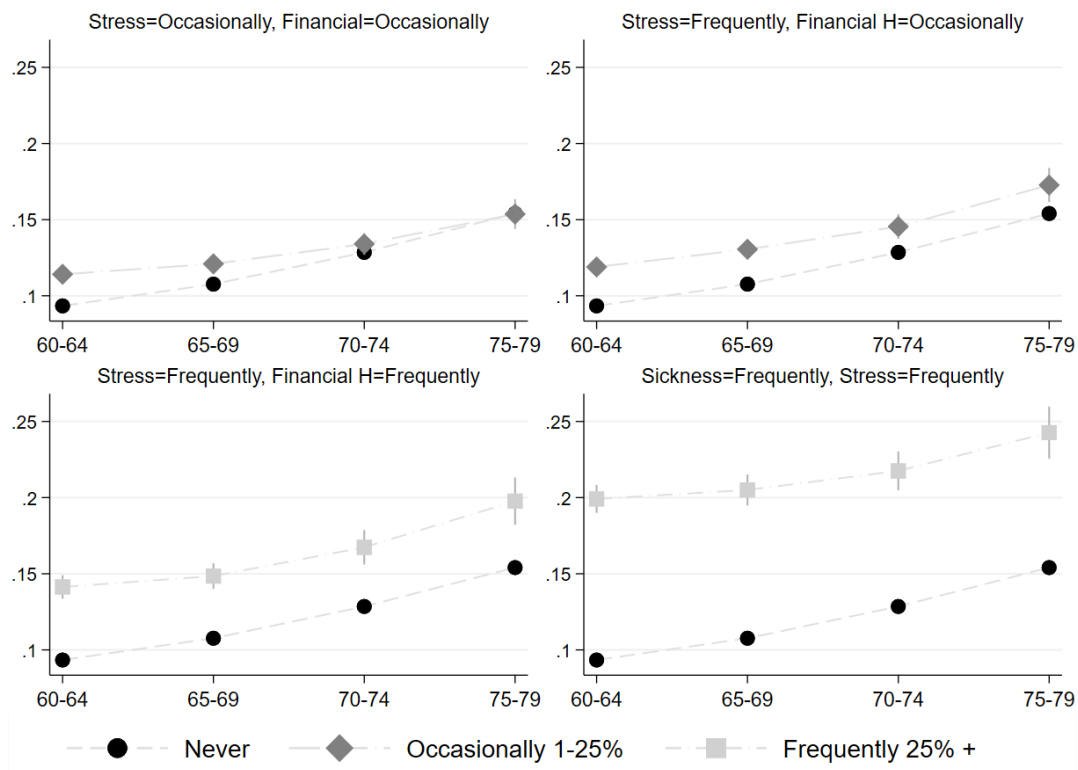 Stress=Occasionally, Financial=Occasionally
.25
.2
.15
.1
60-64 65-69 70-74 75-79
Stress=Frequently, Financial H=Occasionally
.25
.2
.15
.1
60-64 65-69 70-74 75-79
Stress=Frequently, Financial H=Frequently
.25
.2
.15
.1
60-64 65-69 70-74 75-79
Sickness=Frequently, Stress=Frequently
.25
.2
.15
.1
60-64 65-69 70-74 75-79
Never Occasionally 1-25% Frequently 25% +